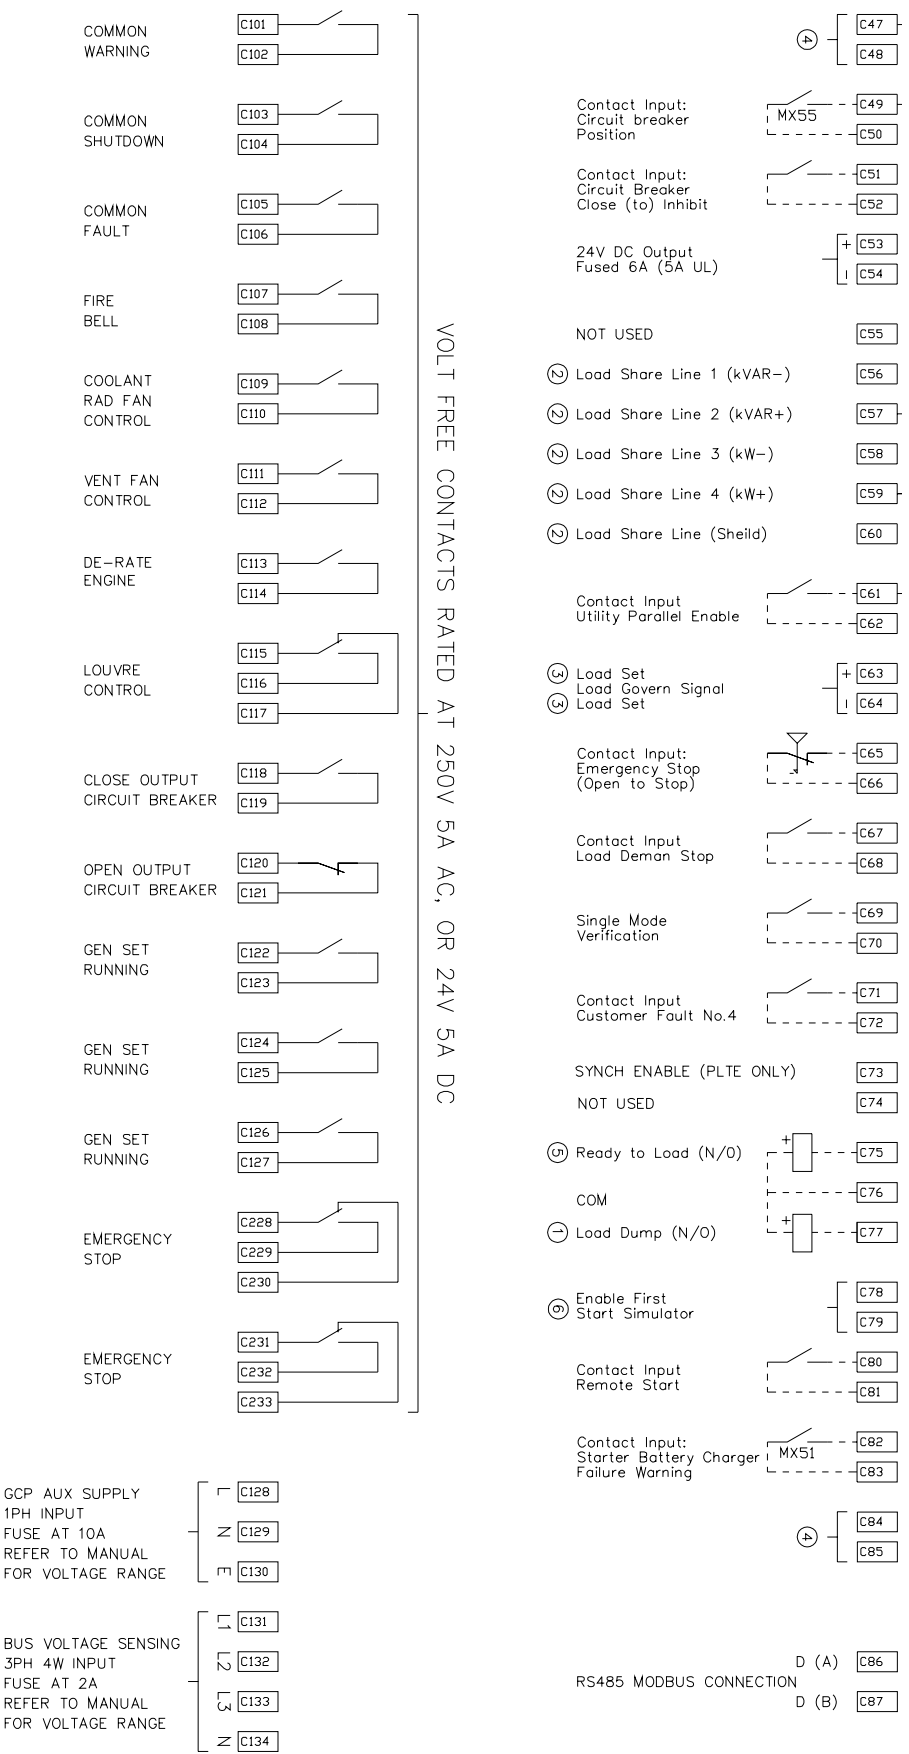 COMMON
WARNING
C101
C102
COMMON
SHUTDOWN
C103
C104
COMMON
FAULT
C105
C106
FIRE
BELL
C107
C108
COOLANT
RAD FAN
CONTROL
C109
C110
VENT FAN
CONTROL
C111
C112
DE-RATE
ENGINE
C113
C114
LOUVRE
CONTROL
C115
C116
C117
CLOSE OUTPUT
CIRCUIT BREAKER
C118
C119
OPEN OUTPUT
CIRCUIT BREAKER
C120
C121
GEN SET
RUNNING
C122
C123
GEN SET
RUNNING
C124
C125
GEN SET
RUNNING
C126
C127
EMERGENCY
STOP
C228
C229
C230
EMERGENCY
STOP
C231
C232
C233
VOLT FREE CONTACTS RATED AT 250V 5A AC, OR 24V 5A DC
GCP AUX SUPPLY
1PH INPUT
FUSE AT 10A
REFER TO MANUAL
FOR VOLTAGE RANGE
L C128
N C129
E C130
BUS VOLTAGE SENSING
3PH 4W INPUT
FUSE AT 2A
REFER TO MANUAL
FOR VOLTAGE RANGE
L1 C131
L2 C132
L3 C133
N C134
4
C47
C48
Contact Input:
Circuit breaker
Position
MX55
C49
C50
Contact Input:
Circuit Breaker
Close (to) Inhibit
C51
C52
24V DC Output
Fused 6A (5A UL)
+ C53
- C54
NOT USED C55
2 Load Share Line 1 (kVAR-) C56
2 Load Share Line 2 (kVAR+) C57
2 Load Share Line 3 (kW-) C58
2 Load Share Line 4 (kW+) C59
2 Load Share Line (Sheild) C60
Contact Input
Utility Parallel Enable
C61
C62
3 Load Set
Load Govern Signal
3 Load Set
+ C63
- C64
Contact Input:
Emergency Stop
(Open to Stop)
C65
C66
Contact Input
Load Deman Stop
C67
C68
Single Mode
Verification
C69
C70
Contact Input
Customer Fault No.4
C71
C72
SYNCH ENABLE (PLTE ONLY) C73
NOT USED C74
5 Ready to Load (N/O) + C75
COM C76
1 Load Dump (N/O) + C77
6 Enable First
Start Simulator
C78
C79
Contact Input
Remote Start
C80
C81
Contact Input:
Starter Battery Charger
Failure Warning
MX51
C82
C83
4
C84
C85
RS485 MODBUS CONNECTION
D (A) C86
D (B) C87